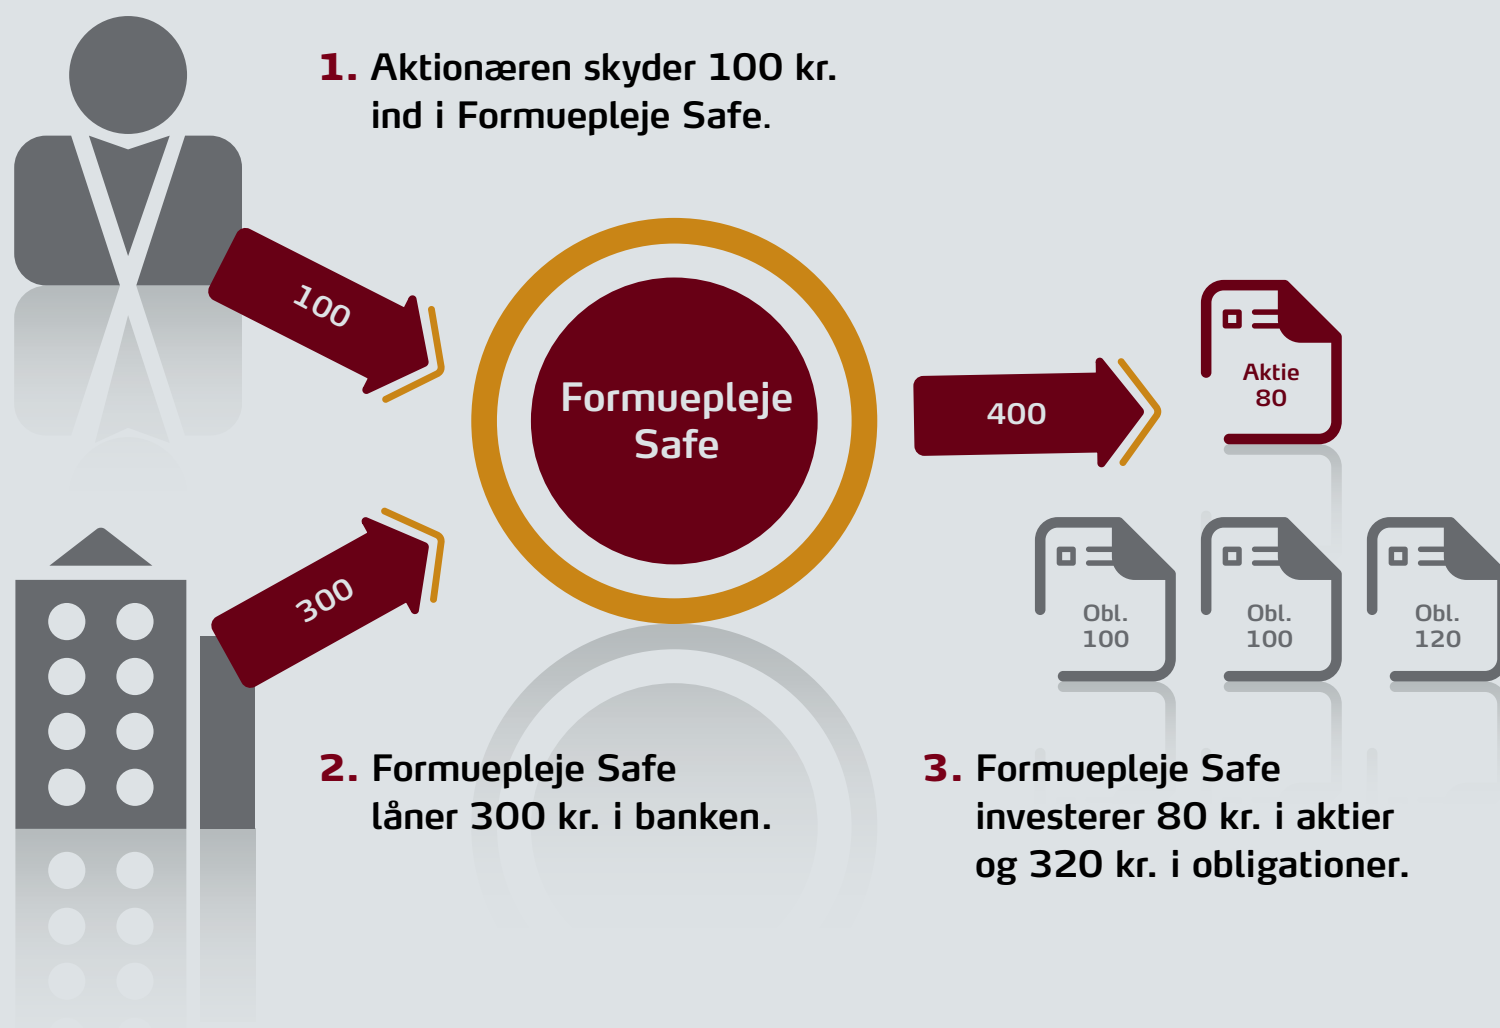 1. Aktionæren skyder 100 kr.
ind i Formuepleje Safe.
100
Formuepleje
Safe
400
Aktie
80
300
Obl.
100
Obl.
100
Obl.
120
2. Formuepleje Safe
låner 300 kr. i banken.
3. Formuepleje Safe
investerer 80 kr. i aktier
og 320 kr. i obligationer.